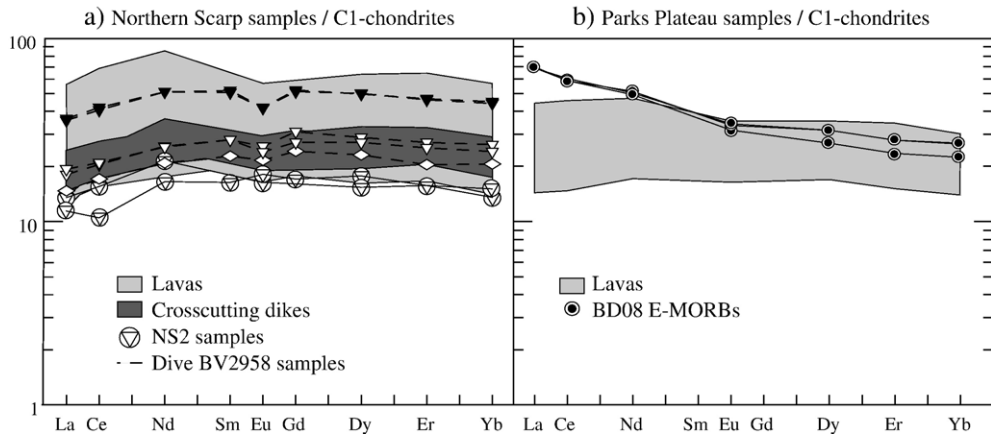 a) Northern Scarp samples / C1-chondrites
b) Parks Plateau samples / C1-chondrites
100
10
1
Lavas
Crosscutting dikes
NS2 samples
Dive BV2958 samples
Lavas
BD08 E-MORBs
La Ce Nd Sm Eu Gd Dy Er Yb
La Ce Nd Sm Eu Gd Dy Er Yb